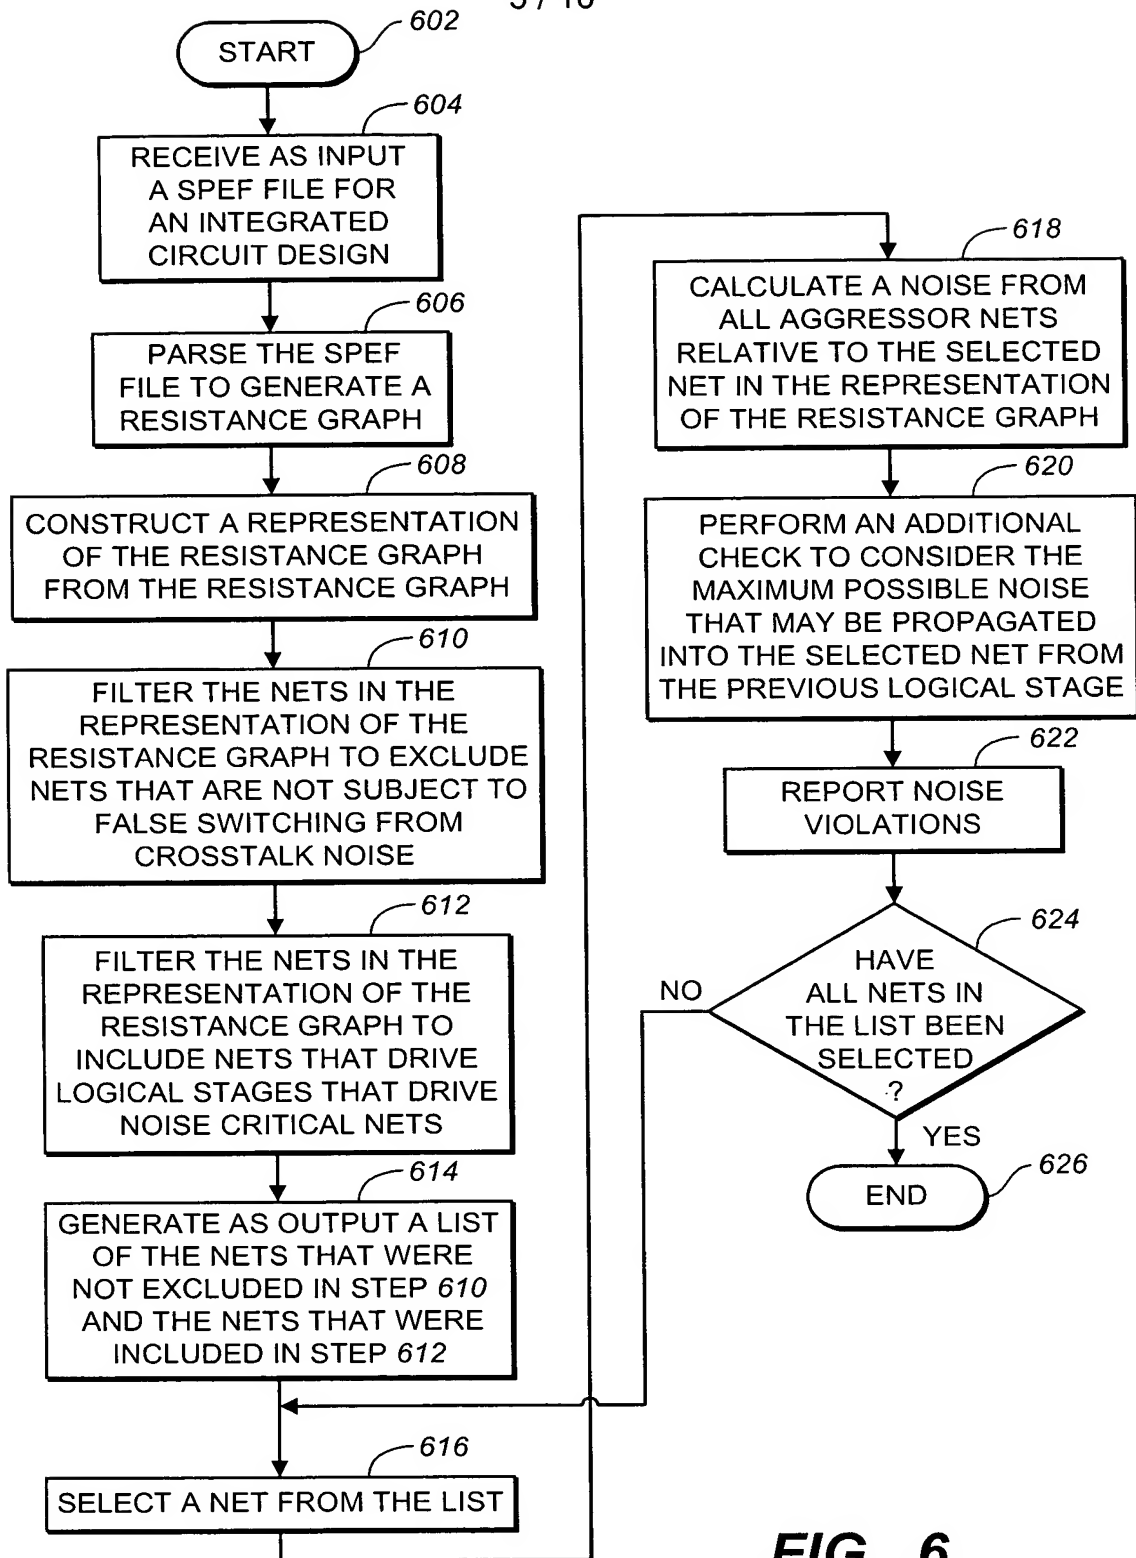 602
START
604
RECEIVE AS INPUT
A SPEF FILE FOR
AN INTEGRATED
CIRCUIT DESIGN
606
PARSE THE SPEF
FILE TO GENERATE A
RESISTANCE GRAPH
608
CONSTRUCT A REPRESENTATION
OF THE RESISTANCE GRAPH
FROM THE RESISTANCE GRAPH
610
FILTER THE NETS IN THE
REPRESENTATION OF THE
RESISTANCE GRAPH TO EXCLUDE
NETS THAT ARE NOT SUBJECT TO
FALSE SWITCHING FROM
CROSSTALK NOISE
612
FILTER THE NETS IN THE
REPRESENTATION OF THE
RESISTANCE GRAPH TO
INCLUDE NETS THAT DRIVE
LOGICAL STAGES THAT DRIVE
NOISE CRITICAL NETS
614
GENERATE AS OUTPUT A LIST
OF THE NETS THAT WERE
NOT EXCLUDED IN STEP 610
AND THE NETS THAT WERE
INCLUDED IN STEP 612
616
SELECT A NET FROM THE LIST
618
CALCULATE A NOISE FROM
ALL AGGRESSOR NETS
RELATIVE TO THE SELECTED
NET IN THE REPRESENTATION
OF THE RESISTANCE GRAPH
620
PERFORM AN ADDITIONAL
CHECK TO CONSIDER THE
MAXIMUM POSSIBLE NOISE
THAT MAY BE PROPAGATED
INTO THE SELECTED NET FROM
THE PREVIOUS LOGICAL STAGE
622
REPORT NOISE
VIOLATIONS
624
HAVE
ALL NETS IN
THE LIST BEEN
SELECTED
?
NO
YES
626
END
FIG. 6